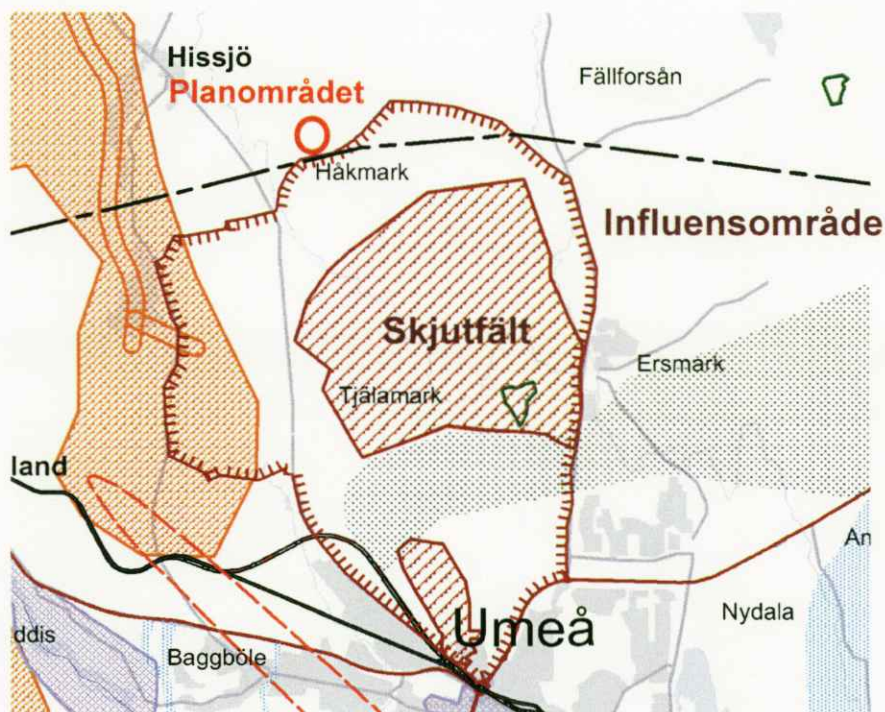 Hissjö
Planområdet
Fällforsån
Håkmark
Influensområde
Skjutfält
Ersmark
Tjälamark
land
An
Umeå
Nydala
ddis
Baggböle